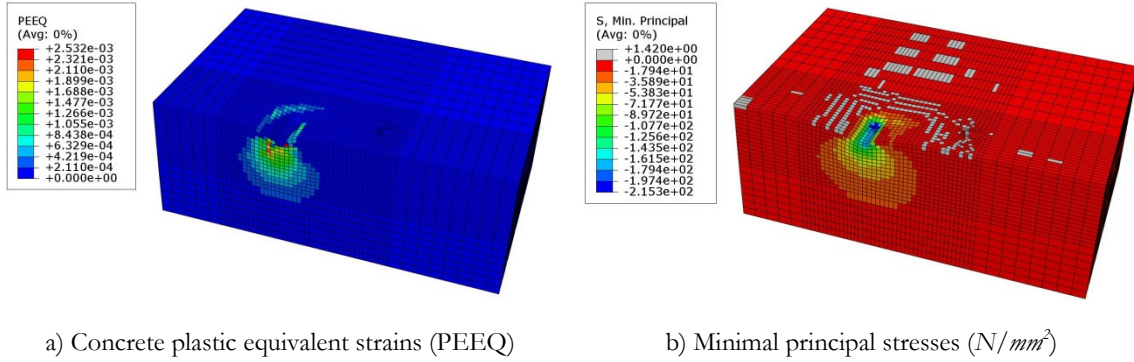 PEEQ
(Avg: 0%)
+2.532e-03
+2.321e-03
+2.110e-03
+1.899e-03
+1.688e-03
+1.477e-03
+1.266e-03
+1.055e-03
+8.438e-04
+6.329e-04
+4.219e-04
+2.110e-04
+0.000e+00
S, Min. Principal
(Avg: 0%)
+1.420e+00
+0.000e+00
-1.794e+01
-3.589e+01
-5.383e+01
-7.177e+01
-8.972e+01
-1.077e+02
-1.256e+02
-1.435e+02
-1.615e+02
-1.794e+02
-1.974e+02
-2.153e+02
a) Concrete plastic equivalent strains (PEEQ)
b) Minimal principal stresses (N/mm²)